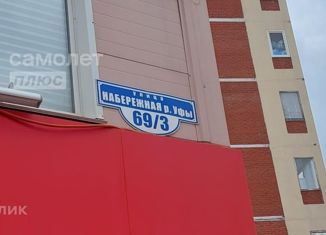 самолет
плюс
УЛИЦА
НАБЕРЕЖНАЯ р. УФЫ
69/3
лик